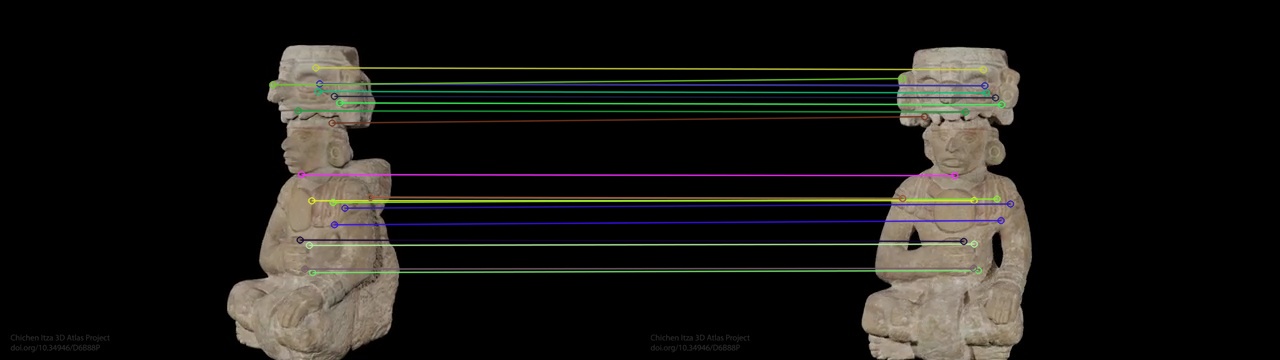 Chichen Itza 3D Atlas Project
doi.org/10.34946/D6B88P
Chichen Itza 3D Atlas Project
doi.org/10.34946/D6B88P